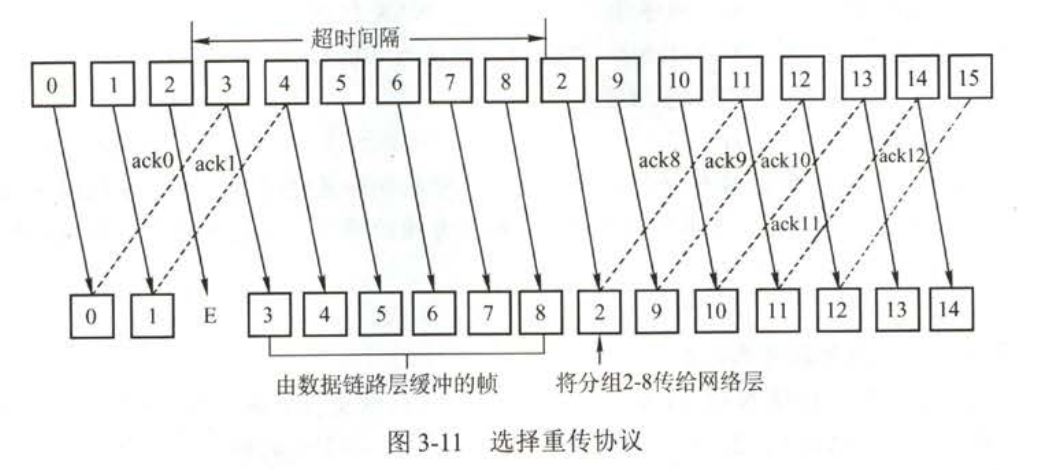 超时间隔
0 1 2 3 4 5 6 7 8 2 9 10 11 12 13 14 15
ack0 ack1 ack8 ack9 ack10 ack12
ack11
0 1 E 3 4 5 6 7 8 2 9 10 11 12 13 14
由数据链路层缓冲的帧 将分组2-8传给网络层
图 3-11 选择重传协议